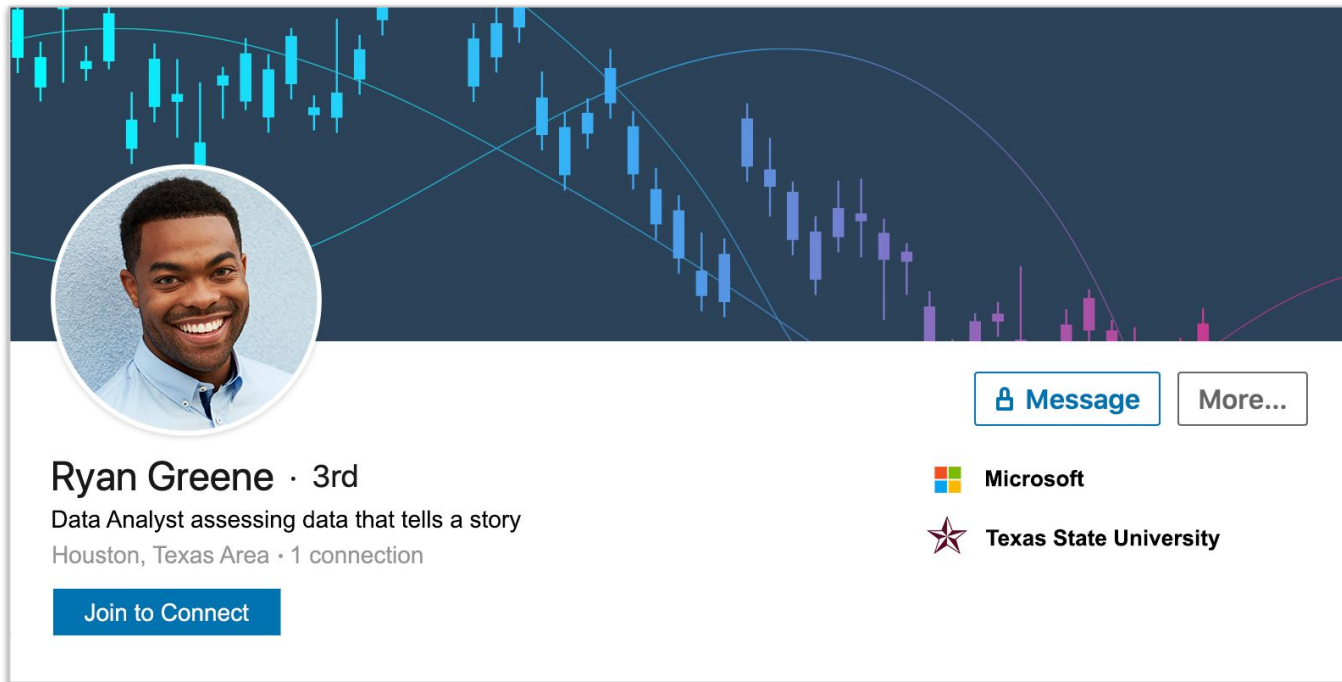 Message
More...
Ryan Greene · 3rd
Data Analyst assessing data that tells a story
Houston, Texas Area · 1 connection
Join to Connect
Microsoft
Texas State University